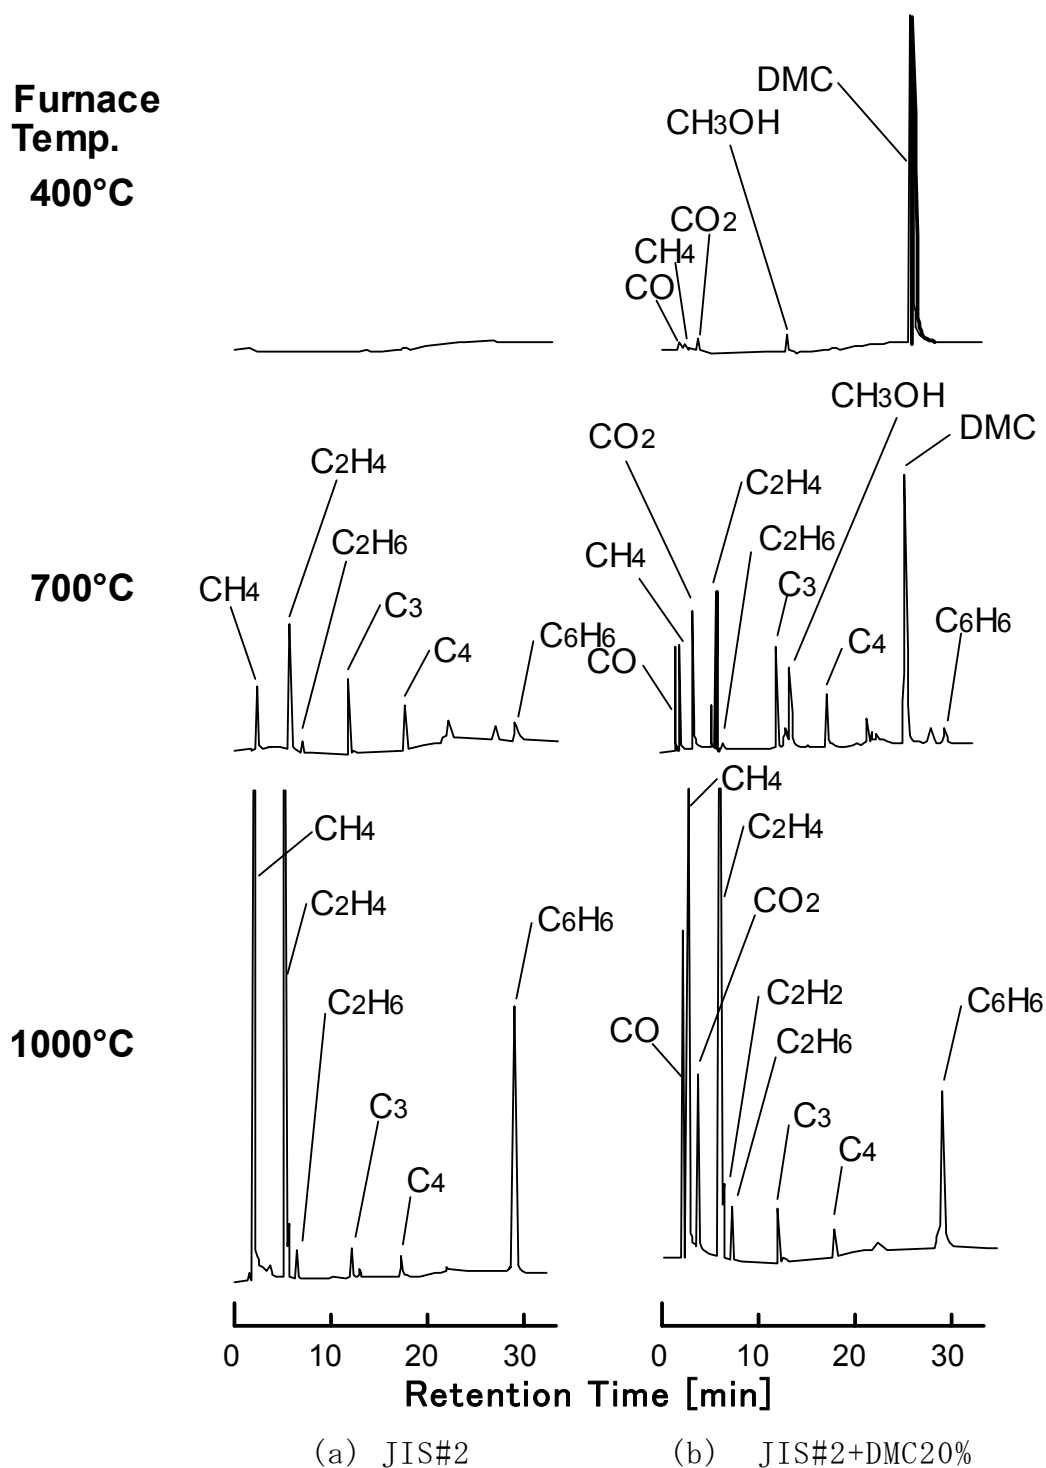 Furnace
Temp.
400°C
DMC
CH3OH
CO2
CH4
CO
700°C
CH4
C2H4
C2H6
C3
C4
C6H6
CO
CH4
CO2
C2H4
C2H6
C3
CH3OH
C4
DMC
C6H6
1000°C
CH4
C2H4
C2H6
C3
C4
C6H6
CO
CH4
C2H4
CO2
C2H2
C2H6
C3
C4
C6H6
0 10 20 30 0 10 20 30
Retention Time [min]
(a) JIS#2 (b) JIS#2+DMC20%